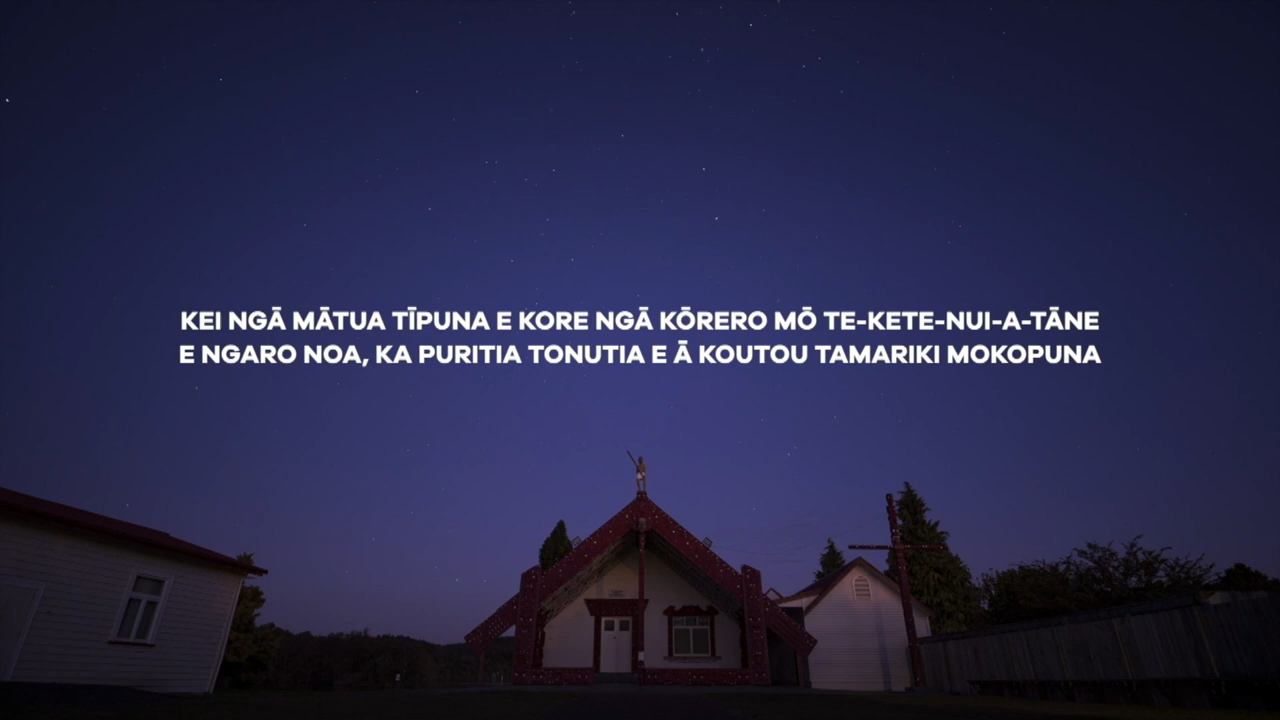 KEI NGĀ MĀTUA TĪPUNA E KORE NGĀ KŌRERO MŌ TE-KETE-NUI-A-TĀNE
E NGARO NOA, KA PURITIA TONUTIA E Ā KOUTOU TAMARIKI MOKOPUNA